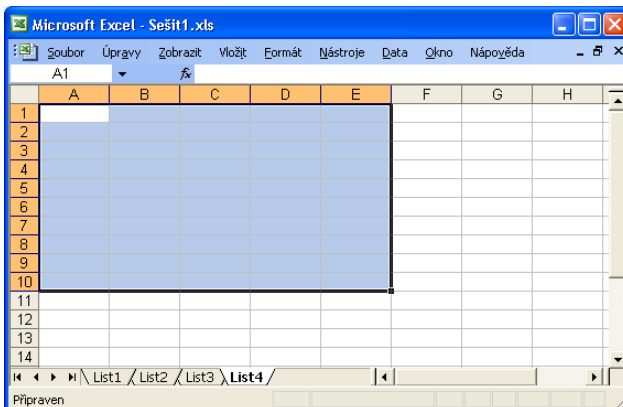 Microsoft Excel - Sešit1.xls
Soubor Úpravy Zobrazit Vložit Formát Nástroje Data Okno Nápověda
A1 fx
A B C D E F G H
1
2
3
4
5
6
7
8
9
10
11
12
13
14
List1 List2 List3 List4
Připraven